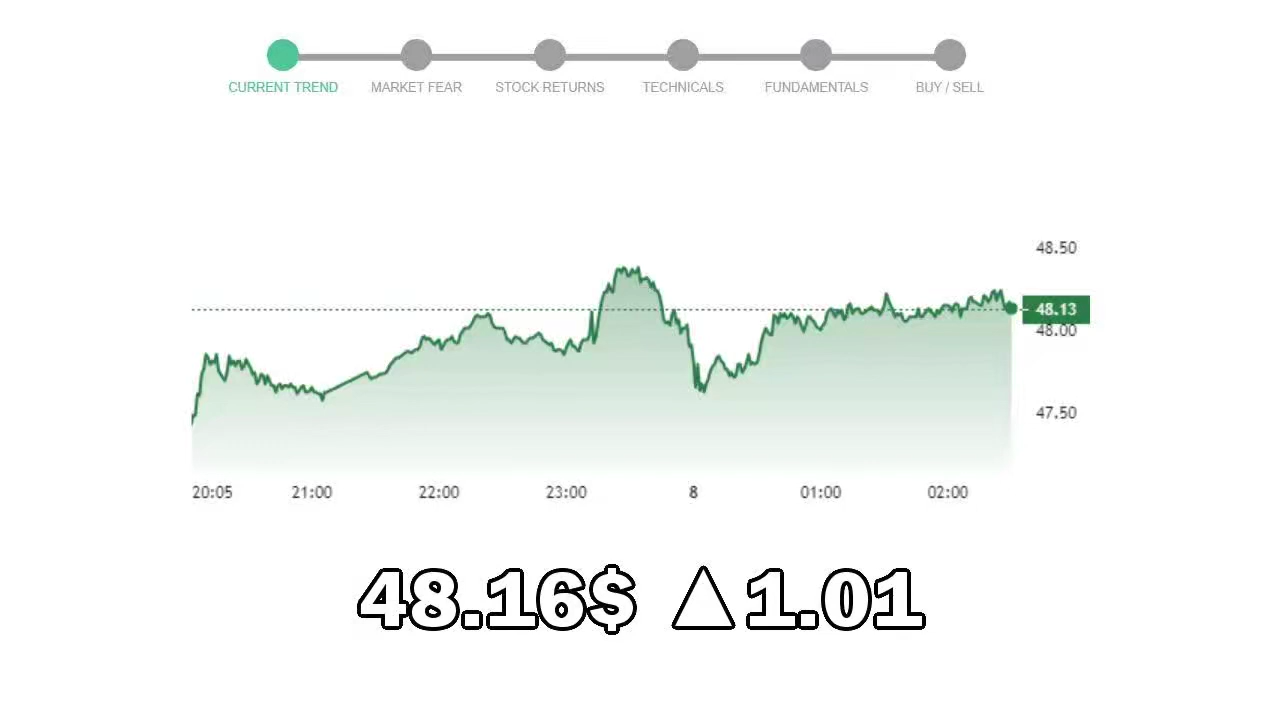 CURRENT TREND MARKET FEAR STOCK RETURNS TECHNICALS FUNDAMENTALS BUY / SELL
48.50
48.13
48.00
47.50
20:05 21:00 22:00 23:00 8 01:00 02:00
48.16$ △1.01